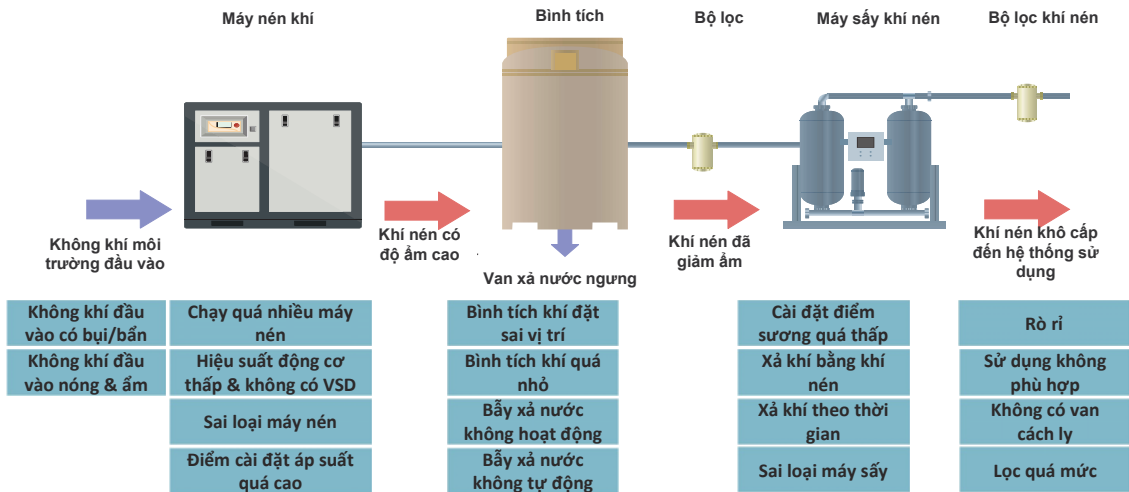 Máy nén khí
Bình tích
Bộ lọc
Máy sấy khí nén
Bộ lọc khí nén
Không khí môi
trường đầu vào
Khí nén có
độ ẩm cao
Van xả nước ngưng
Khí nén đã
giảm ẩm
Khí nén khô cấp
đến hệ thống sử
dụng
Không khí đầu
vào có bụi/bẩn
Không khí đầu
vào nóng & ẩm
Chạy quá nhiều máy
nén
Hiệu suất động cơ
thấp & không có VSD
Sai loại máy nén
Điểm cài đặt áp suất
quá cao
Bình tích khí đặt
sai vị trí
Bình tích khí quá
nhỏ
Bẫy xả nước
không hoạt động
Bẫy xả nước
không tự động
Cài đặt điểm
sương quá thấp
Xả khí bằng khí
nén
Xả khí theo thời
gian
Sai loại máy sấy
Rò rỉ
Sử dụng không
phù hợp
Không có van
cách ly
Lọc quá mức